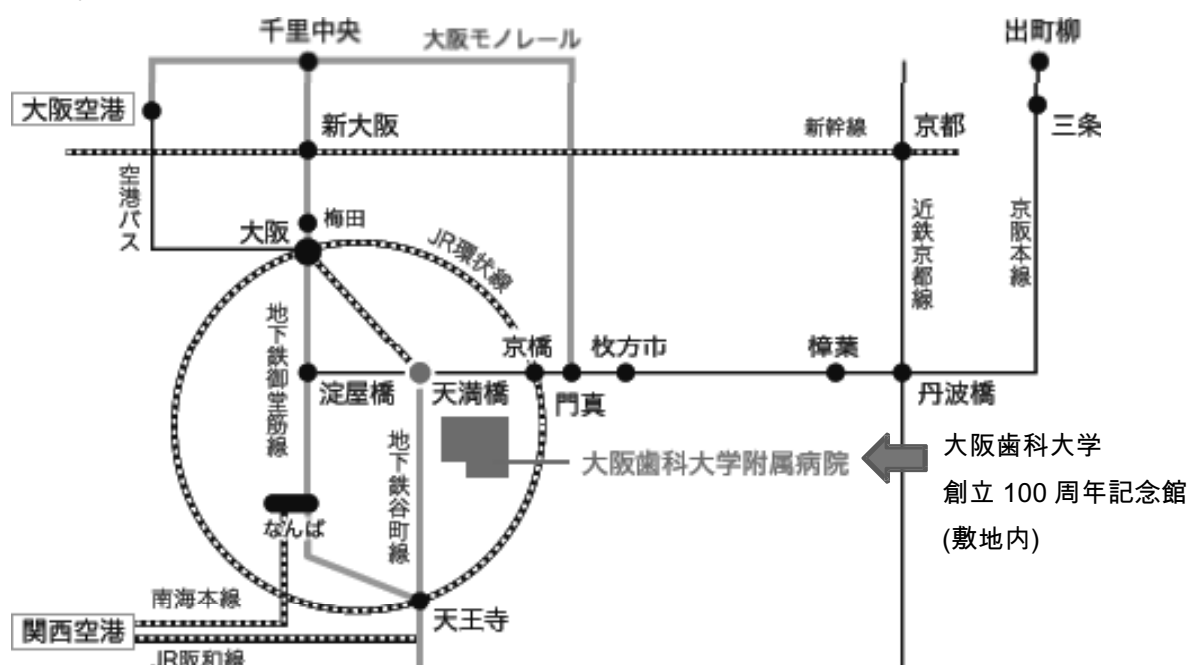 千里中央
大阪モノレール
出町柳
大阪空港
新大阪
新幹線
京都
三条
空港バス
梅田
大阪
JR環状線
近鉄京都線
京阪本線
地下鉄御堂筋線
京橋
枚方市
樟葉
淀屋橋
天満橋
門真
丹波橋
地下鉄谷町線
大阪歯科大学附属病院
大阪歯科大学
創立 100 周年記念館
(敷地内)
なんば
南海本線
天王寺
関西空港
JR阪和線